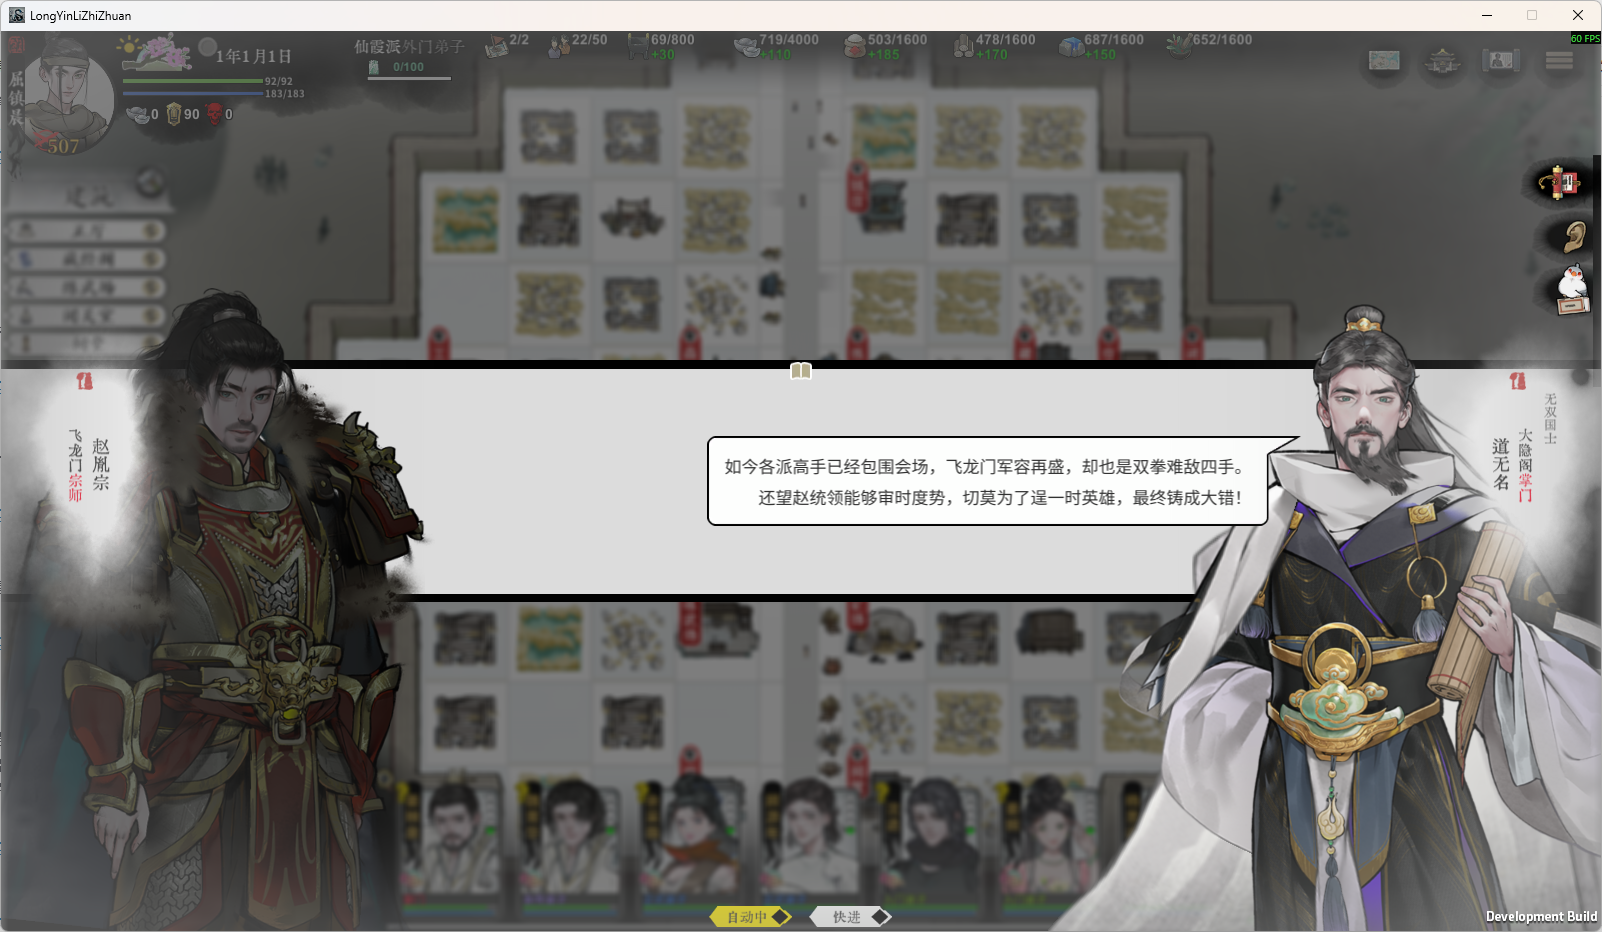 LongYinLiZhiZhuan
60 FPS
1年1月1日
92/92
183/183
0
90
0
507
仙霞派外门弟子
0/100
2/2
22/50
69/800
+30
719/4000
+110
503/1600
+185
478/1600
+170
687/1600
+150
652/1600
屈镇晨
赵胤宗
飞龙门宗师
如今各派高手已经包围会场，飞龙门军容再盛，却也是双拳难敌四手。
还望赵统领能够审时度势，切莫为了逞一时英雄，最终铸成大错！
无双国士
大隐阁掌门
道无名
自动中
快进
Development Build